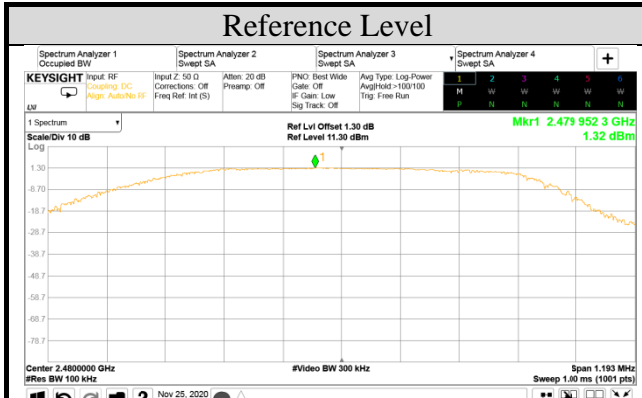 Reference Level
Spectrum Analyzer 1
Occupied BW
Spectrum Analyzer 2
Swept SA
Spectrum Analyzer 3
Swept SA
Spectrum Analyzer 4
Swept SA
+
KEYSIGHT
Input: RF
Coupling: DC
Align: Auto/No RF
Input Z: 50 Ω
Corrections: Off
Freq Ref: Int (S)
Atten: 20 dB
Preamp: Off
PNO: Best Wide
Gate: Off
IF Gain: Low
Sig Track: Off
Avg Type: Log-Power
Avg|Hold:>100/100
Trig: Free Run
1 2 3 4 5 6
M W W W W W
P N N N N N
LXI
1 Spectrum
Scale/Div 10 dB
Log
Ref Lvl Offset 1.30 dB
Ref Level 11.30 dBm
Mkr1 2.479 952 3 GHz
1.32 dBm
1
1.30
-8.70
-18.7
-28.7
-38.7
-48.7
-58.7
-68.7
-78.7
Center 2.4800000 GHz
#Res BW 100 kHz
#Video BW 300 kHz
Span 1.193 MHz
Sweep 1.00 ms (1001 pts)
? Nov 25, 2020